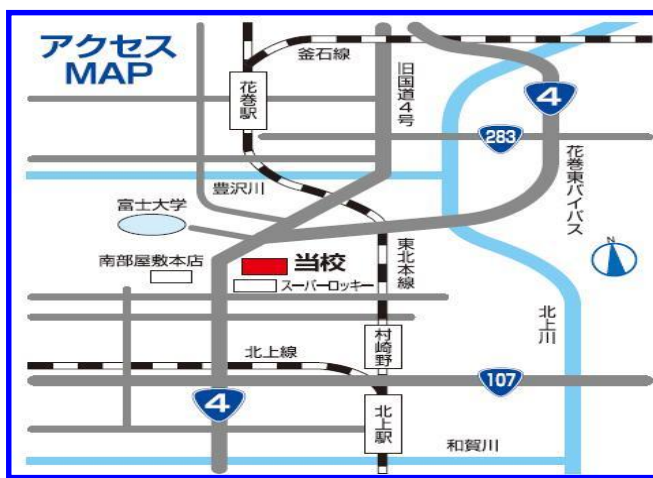 アクセス
MAP
釜石線
旧国道4号
花巻駅
4
283
花巻東バイパス
豊沢川
富士大学
N
南部屋敷本店
当校
スーパーロッキー
東北本線
北上川
村崎野
北上線
107
4
北上駅
和賀川